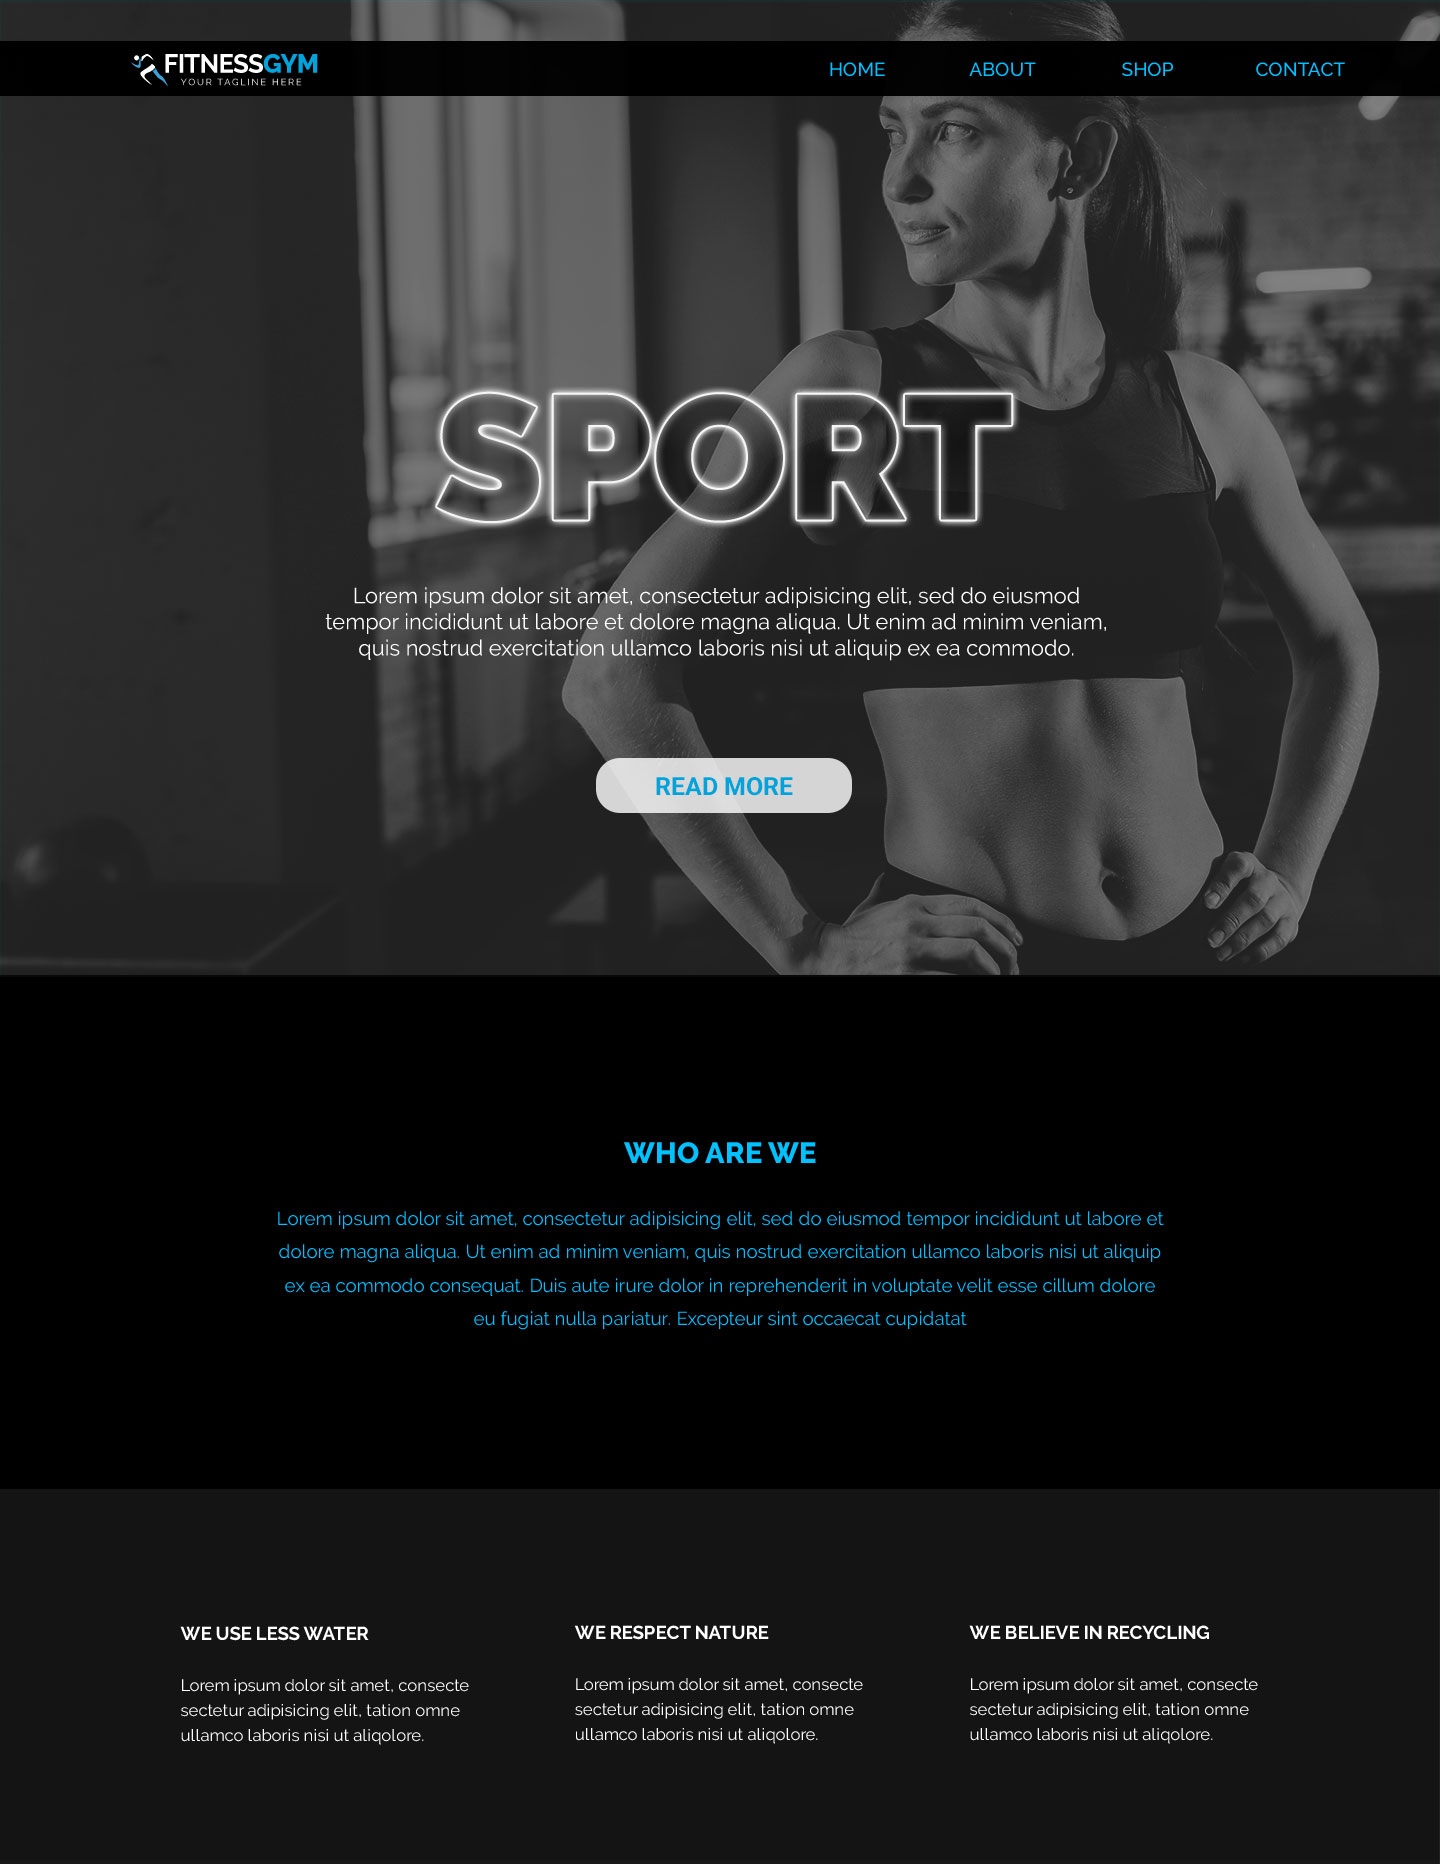 FITNESSGYM
YOUR TAGLINE HERE
HOME ABOUT SHOP CONTACT
SPORT
Lorem ipsum dolor sit amet, consectetur adipisicing elit, sed do eiusmod
tempor incididunt ut labore et dolore magna aliqua. Ut enim ad minim veniam,
quis nostrud exercitation ullamco laboris nisi ut aliquip ex ea commodo.
READ MORE
WHO ARE WE
Lorem ipsum dolor sit amet, consectetur adipisicing elit, sed do eiusmod tempor incididunt ut labore et
dolore magna aliqua. Ut enim ad minim veniam, quis nostrud exercitation ullamco laboris nisi ut aliquip
ex ea commodo consequat. Duis aute irure dolor in reprehenderit in voluptate velit esse cillum dolore
eu fugiat nulla pariatur. Excepteur sint occaecat cupidatat
WE USE LESS WATER
Lorem ipsum dolor sit amet, consecte
sectetur adipisicing elit, tation omne
ullamco laboris nisi ut aliqolore.
WE RESPECT NATURE
Lorem ipsum dolor sit amet, consecte
sectetur adipisicing elit, tation omne
ullamco laboris nisi ut aliqolore.
WE BELIEVE IN RECYCLING
Lorem ipsum dolor sit amet, consecte
sectetur adipisicing elit, tation omne
ullamco laboris nisi ut aliqolore.